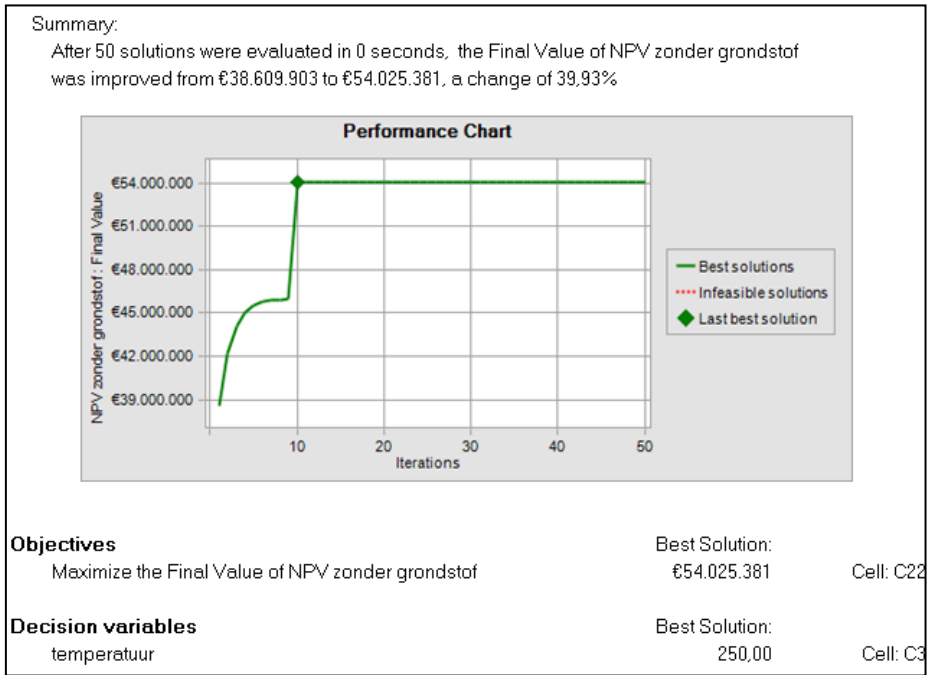 Summary:
After 50 solutions were evaluated in 0 seconds, the Final Value of NPV zonder grondstof
was improved from €38.609.903 to €54.025.381, a change of 39,93%
Performance Chart
NPV zonder grondstof : Final Value
€54.000.000
€51.000.000
€48.000.000
€45.000.000
€42.000.000
€39.000.000
10 20 30 40 50
Iterations
Best solutions
Infeasible solutions
Last best solution
Objectives Best Solution:
Maximize the Final Value of NPV zonder grondstof €54.025.381 Cell: C22
Decision variables Best Solution:
temperatuur 250,00 Cell: C3